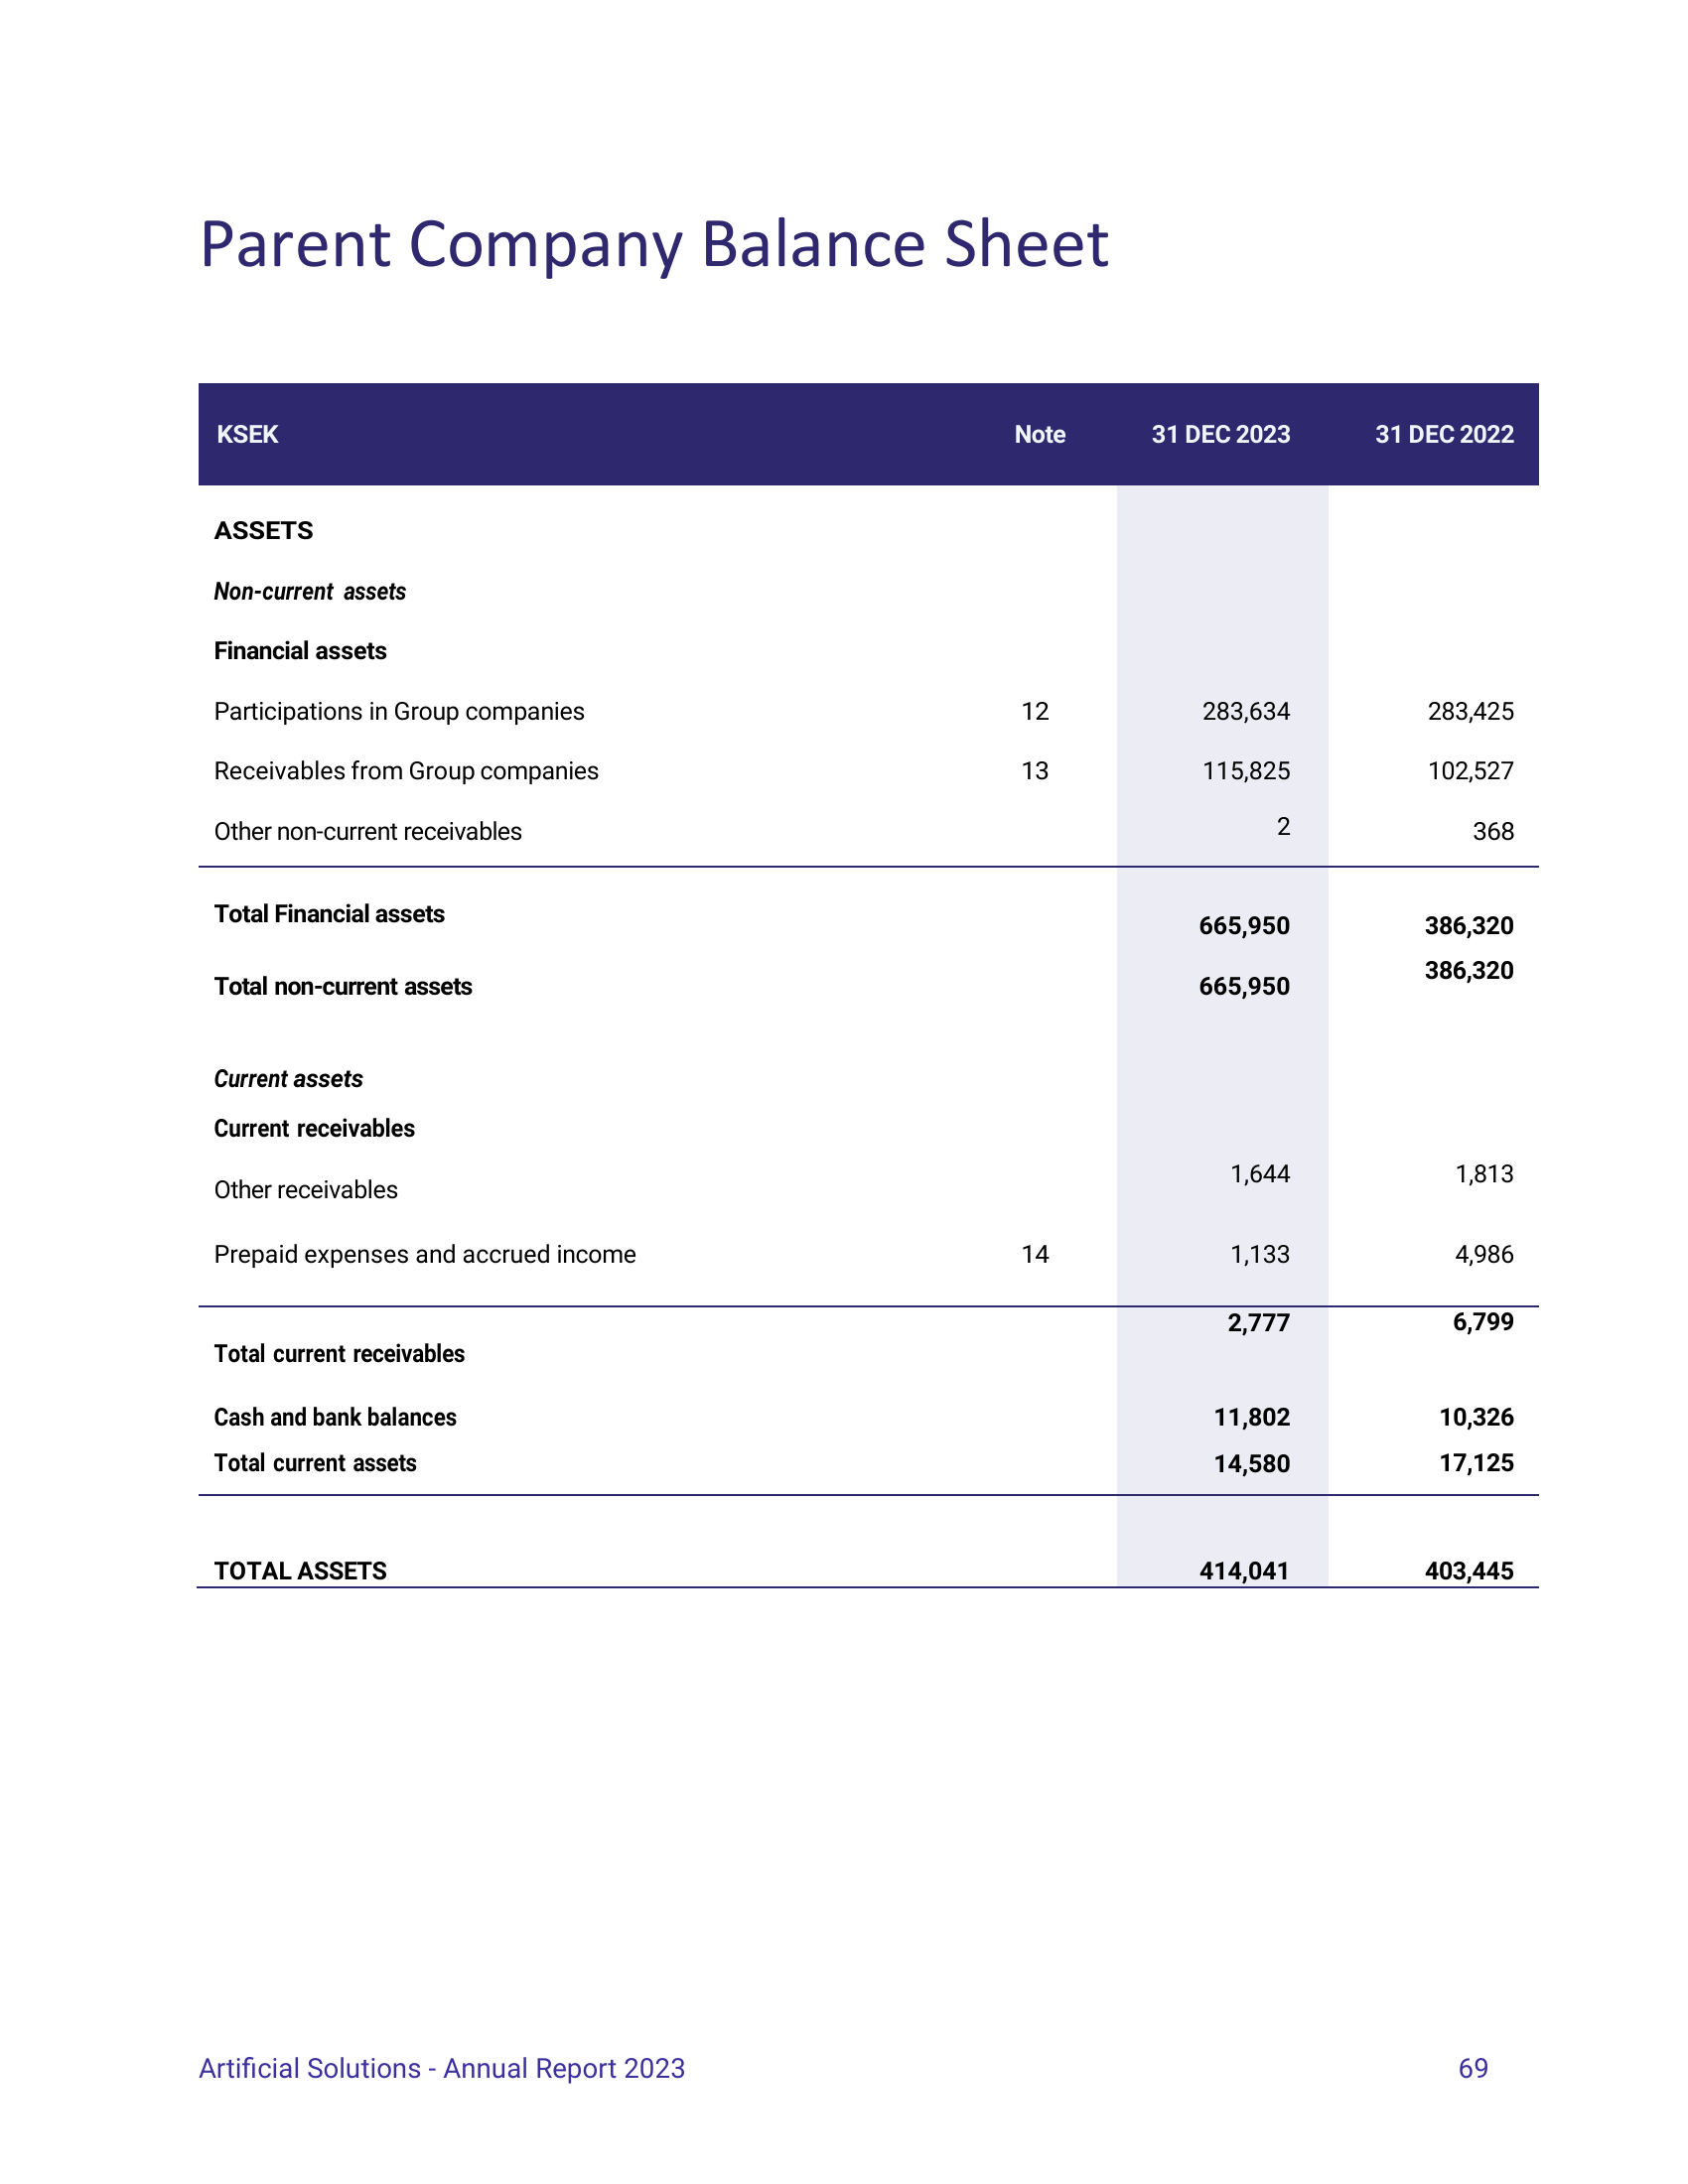 Parent Company Balance Sheet
KSEK Note 31 DEC 2023 31 DEC 2022
ASSETS
Non-current assets
Financial assets
Participations in Group companies 12 283,634 283,425
Receivables from Group companies 13 115,825 102,527
Other non-current receivables 2 368
Total Financial assets 665,950 386,320
Total non-current assets 665,950 386,320
Current assets
Current receivables
Other receivables 1,644 1,813
Prepaid expenses and accrued income 14 1,133 4,986
Total current receivables 2,777 6,799
Cash and bank balances 11,802 10,326
Total current assets 14,580 17,125
TOTAL ASSETS 414,041 403,445
Artificial Solutions - Annual Report 2023 69